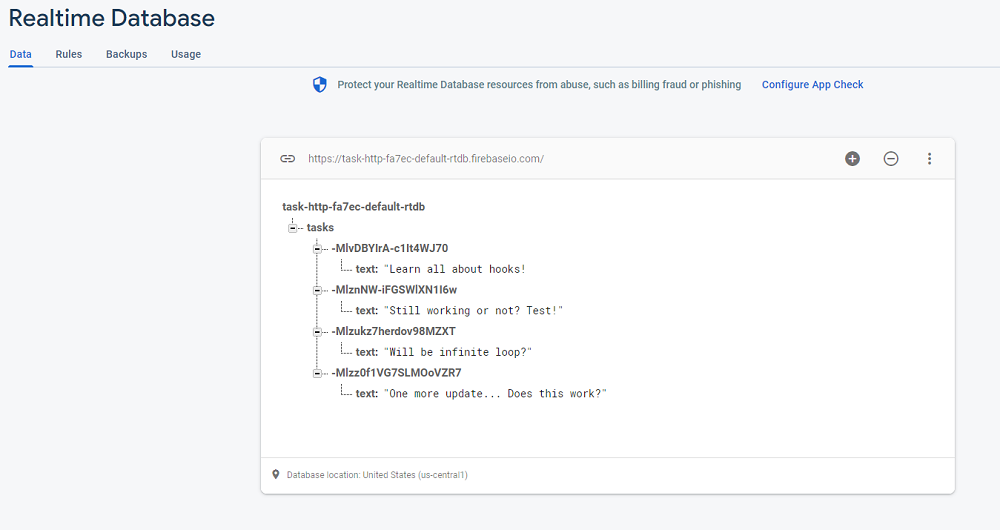 Realtime Database
Data Rules Backups Usage
Protect your Realtime Database resources from abuse, such as billing fraud or phishing Configure App Check
https://task-http-fa7ec-default-rtdb.firebaseio.com/
task-http-fa7ec-default-rtdb
tasks
-MlvDBYIrA-c1It4WJ70
text: "Learn all about hooks!
-MlznNW-iFGSWlXN1I6w
text: "Still working or not? Test!"
-Mlzukz7herdov98MZXT
text: "Will be infinite loop?"
-Mlzz0f1VG7SLMOoVZR7
text: "One more update... Does this work?"
Database location: United States (us-central1)